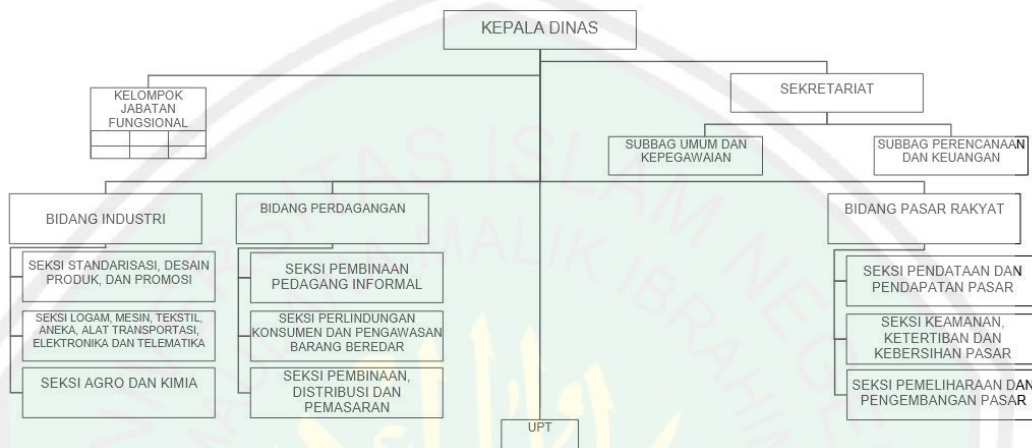 KEPALA DINAS
KELOMPOK
JABATAN
FUNGSIONAL
SEKRETARIAT
SUBBAG UMUM DAN
KEPEGAWAIAN
SUBBAG PERENCANAAN
DAN KEUANGAN
BIDANG INDUSTRI
SEKSI STANDARISASI, DESAIN
PRODUK, DAN PROMOSI
SEKSI LOGAM, MESIN, TEKSTIL,
ANEKA, ALAT TRANSPORTASI,
ELEKTRONIKA DAN TELEMATIKA
SEKSI AGRO DAN KIMIA
BIDANG PERDAGANGAN
SEKSI PEMBINAAN
PEDAGANG INFORMAL
SEKSI PERLINDUNGAN
KONSUMEN DAN PENGAWASAN
BARANG BEREDAR
SEKSI PEMBINAAN,
DISTRIBUSI DAN
PEMASARAN
BIDANG PASAR RAKYAT
SEKSI PENDATAAN DAN
PENDAPATAN PASAR
SEKSI KEAMANAN,
KETERTIBAN DAN
KEBERSIHAN PASAR
SEKSI PEMELIHARAAN DAN
PENGEMBANGAN PASAR
UPT